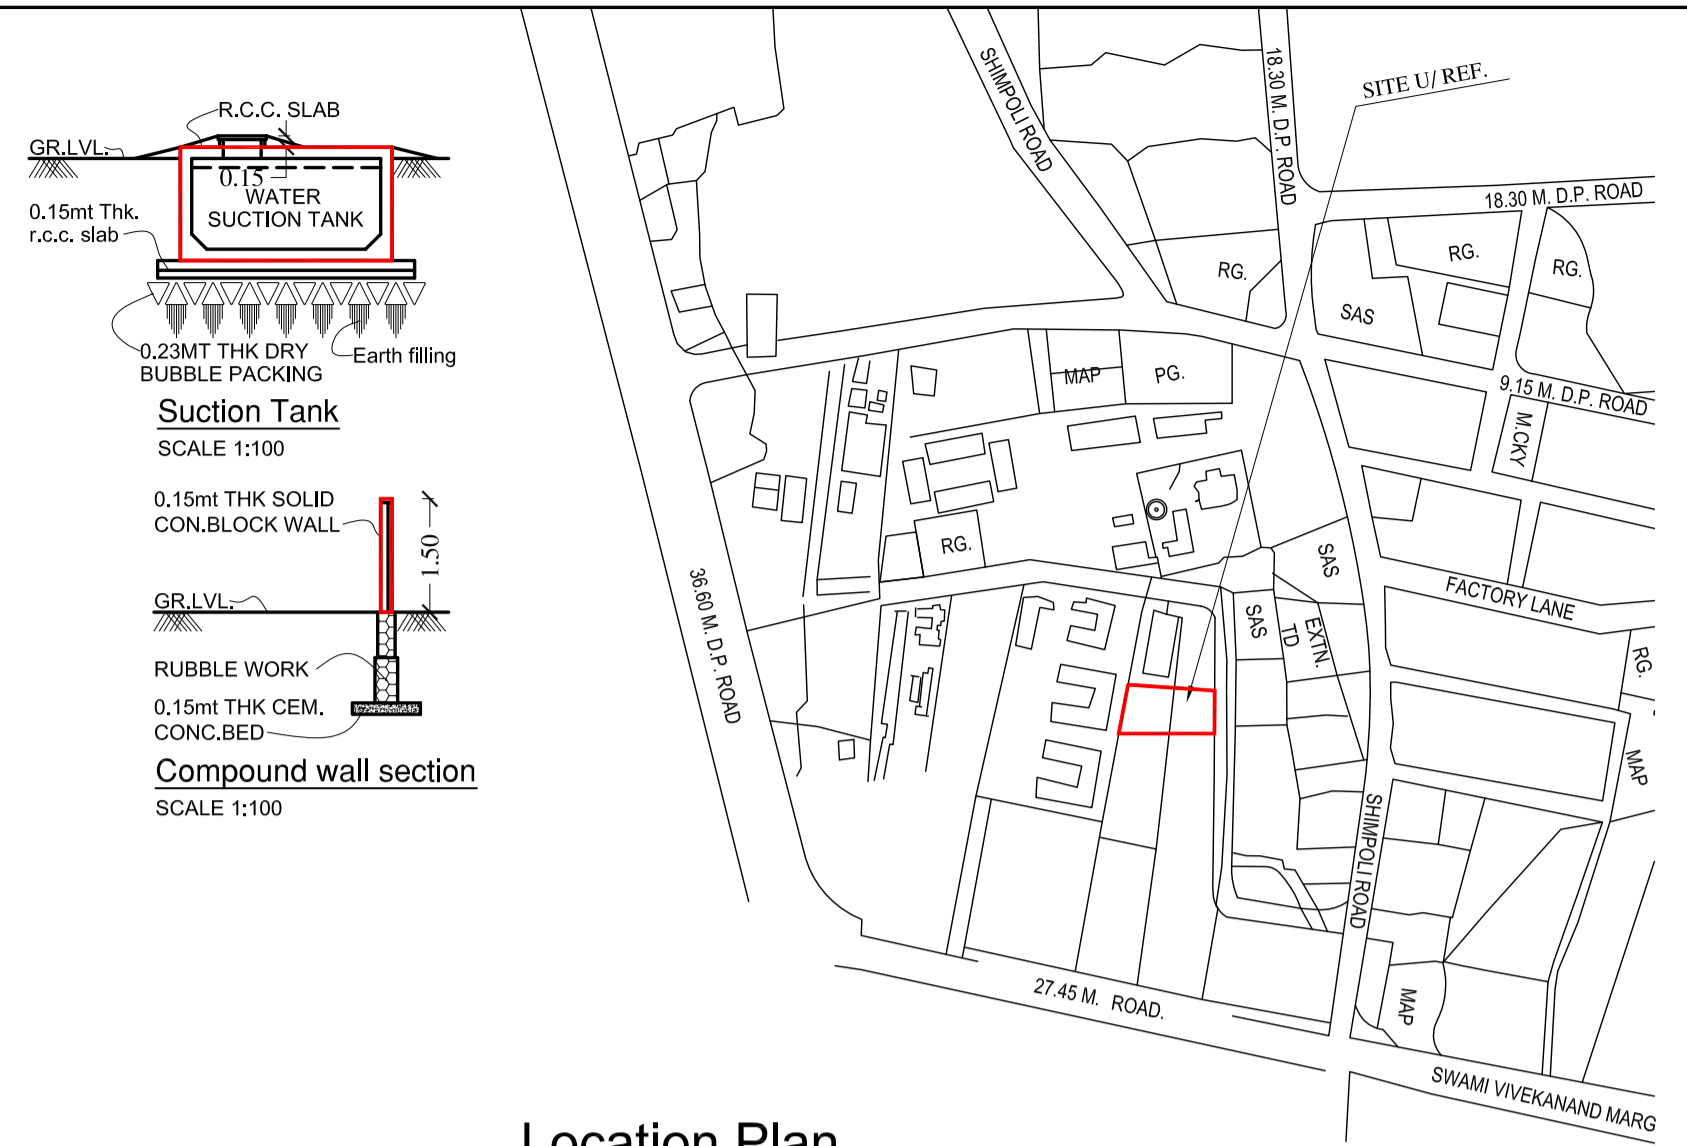 R.C.C. SLAB
GR.LVL.
0.15
WATER
SUCTION TANK
0.15mt Thk.
r.c.c. slab
0.23MT THK DRY
BUBBLE PACKING
Earth filling
Suction Tank
SCALE 1:100
0.15mt THK SOLID
CON.BLOCK WALL
1.50
GR.LVL.
RUBBLE WORK
0.15mt THK CEM.
CONC.BED
Compound wall section
SCALE 1:100
SHIMPOLI ROAD
18.30 M. D.P. ROAD
SITE U/ REF.
18.30 M. D.P. ROAD
RG.
RG.
RG.
SAS
MAP
PG.
9.15 M. D.P. ROAD
M.CKY
RG.
SAS
36.60 M. D.P. ROAD
FACTORY LANE
SAS
EXTN.
TD
RG.
MAP
SHIMPOLI ROAD
MAP
27.45 M. ROAD.
SWAMI VIVEKANAND MARG
Location Plan